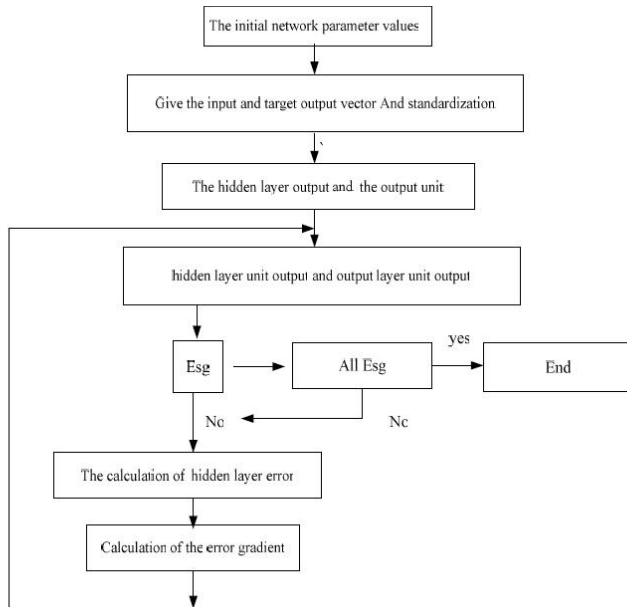 The initial network parameter values
Give the input and target output vector And standardization
The hidden layer output and the output unit
hidden layer unit output and output layer unit output
Esg
All Esg
yes
End
No
No
The calculation of hidden layer error
Calculation of the error gradient